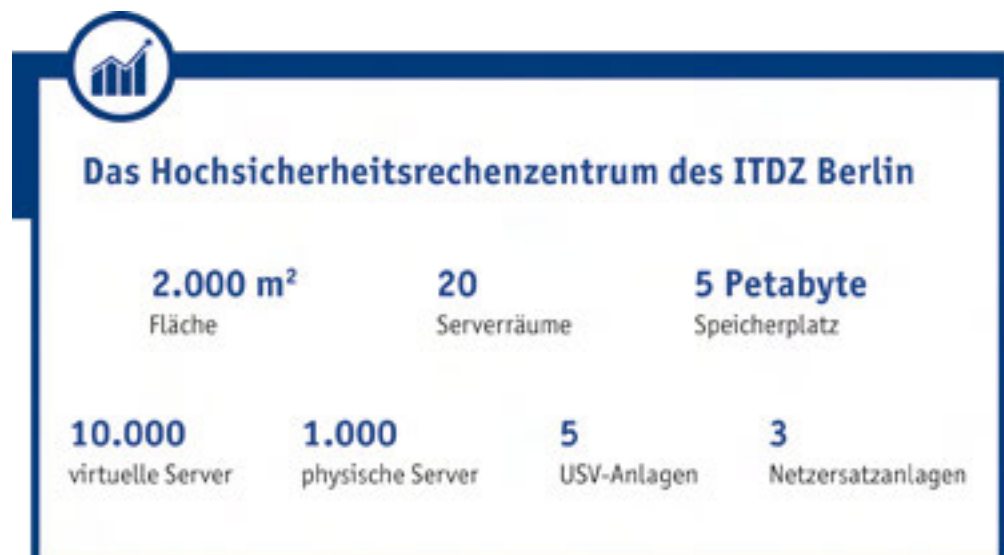 Das Hochsicherheitsrechenzentrum des ITDZ Berlin
2.000 m² 20 5 Petabyte
Fläche Serverräume Speicherplatz
10.000 1.000 5 3
virtuelle Server physische Server USV-Anlagen Netzersatzanlagen